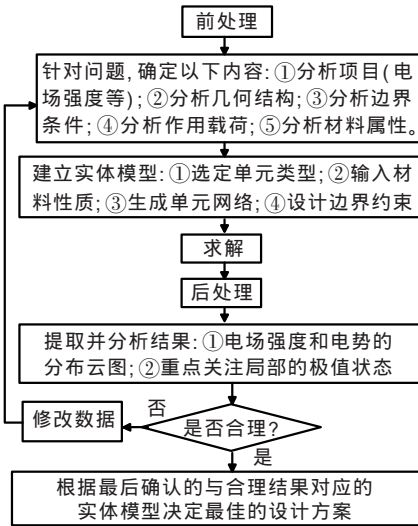 前处理
针对问题,确定以下内容:①分析项目(电
场强度等);②分析几何结构;③分析边界
条件;④分析作用载荷;⑤分析材料属性。
建立实体模型:①选定单元类型;②输入材
料性质;③生成单元网络;④设计边界约束
求解
后处理
提取并分析结果:①电场强度和电势的
分布云图;②重点关注局部的极值状态
修改数据
否
是否合理?
是
根据最后确认的与合理结果对应的
实体模型决定最佳的设计方案